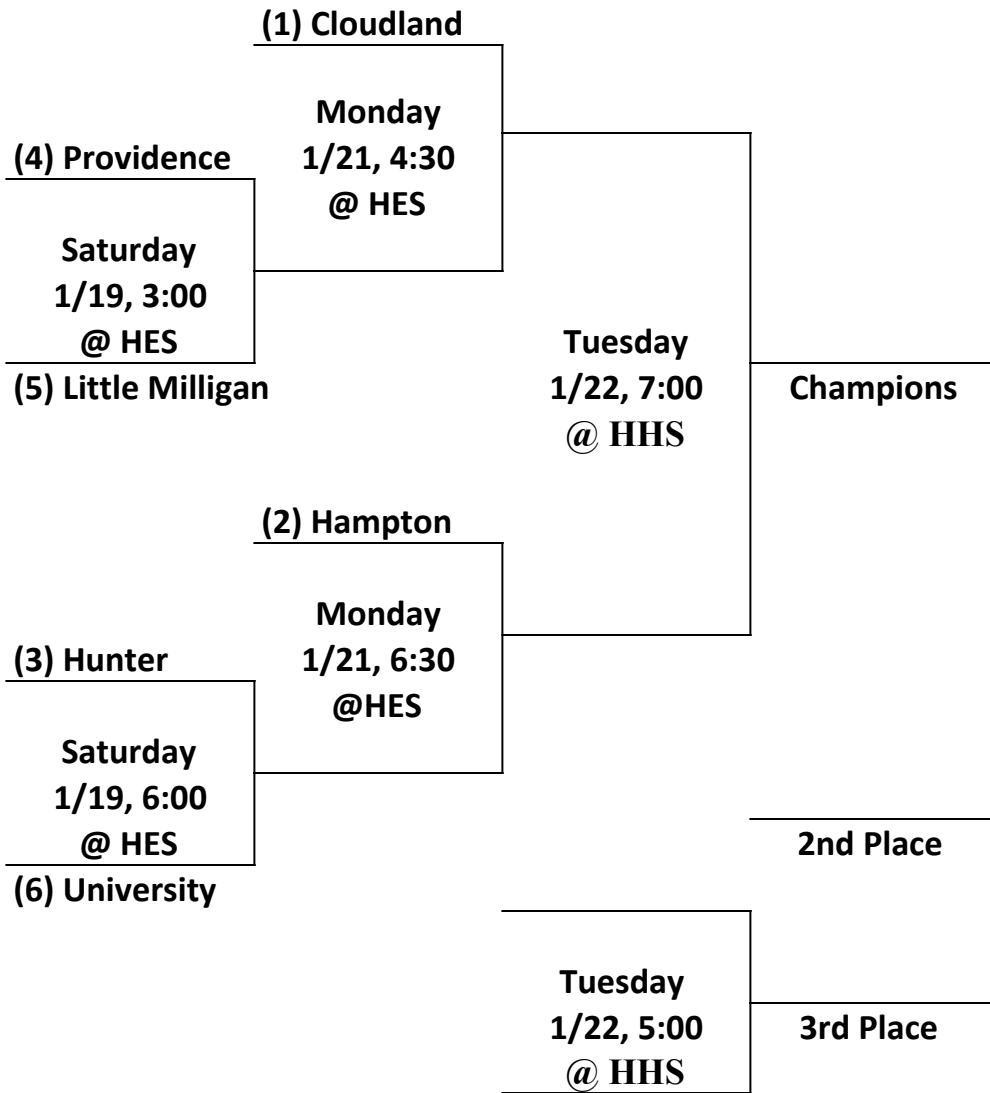 (1) Cloudland
Monday
1/21, 4:30
@ HES
(4) Providence
Saturday
1/19, 3:00
@ HES
(5) Little Milligan
Tuesday
1/22, 7:00
@ HHS
Champions
(2) Hampton
Monday
1/21, 6:30
@HES
(3) Hunter
Saturday
1/19, 6:00
@ HES
(6) University
2nd Place
Tuesday
1/22, 5:00
@ HHS
3rd Place